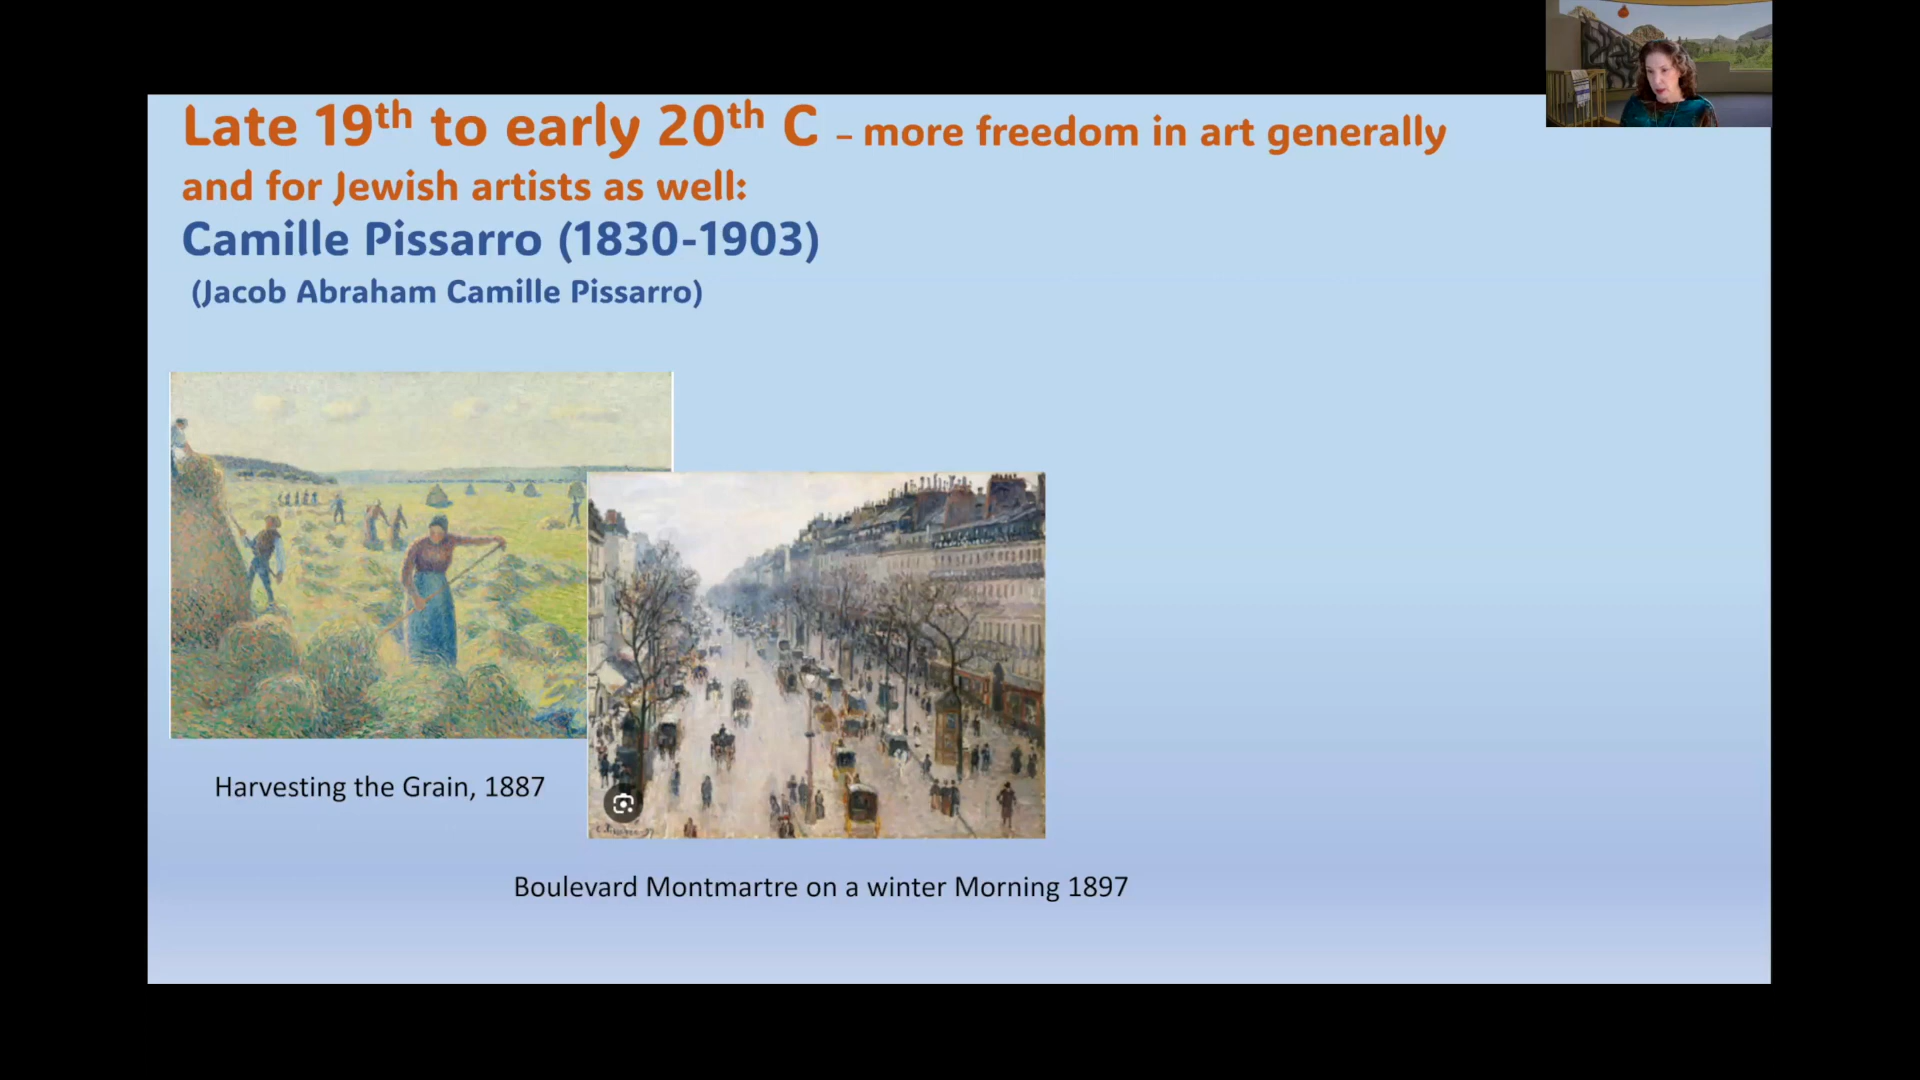 Late 19th to early 20th C – more freedom in art generally
and for Jewish artists as well:
Camille Pissarro (1830-1903)
(Jacob Abraham Camille Pissarro)
Harvesting the Grain, 1887
Boulevard Montmartre on a winter Morning 1897